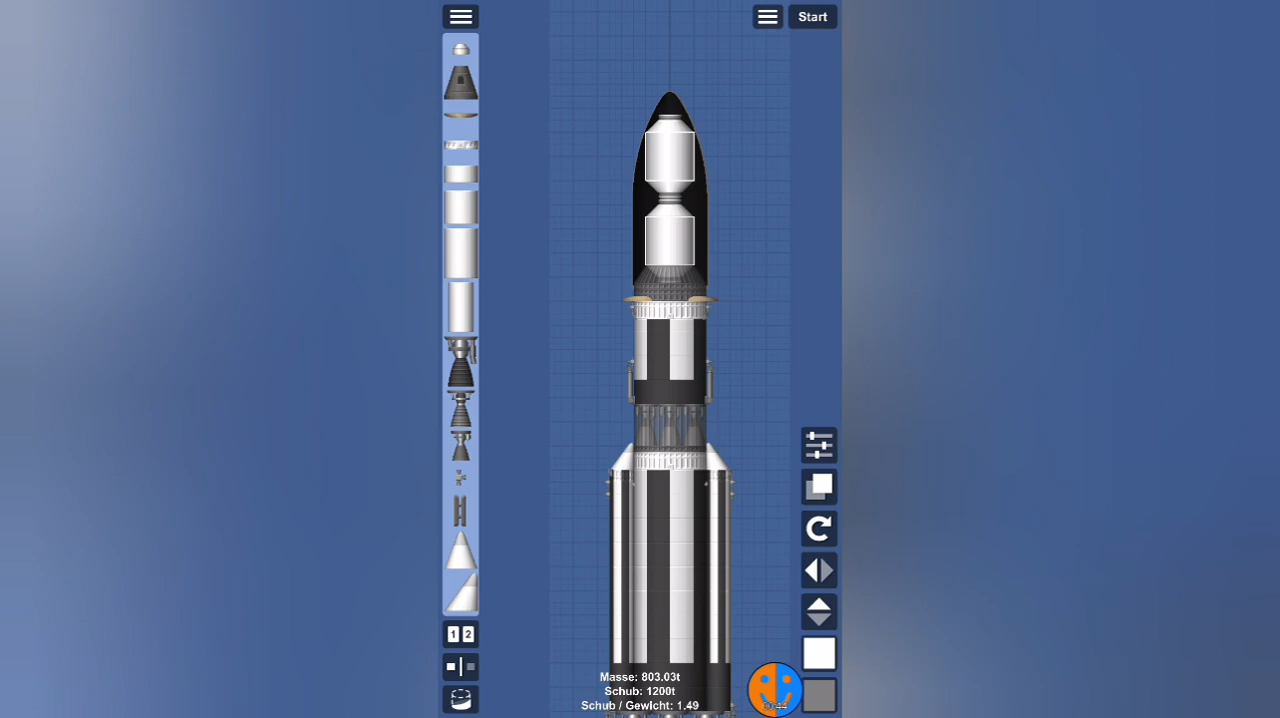 Start
1 2
Masse: 803.03t
Schub: 1200t
Schub / Gewicht: 1.49